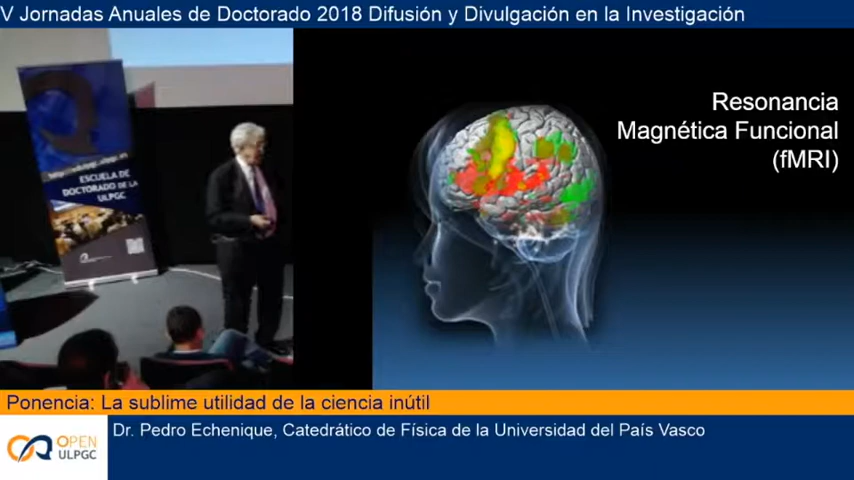 V Jornadas Anuales de Doctorado 2018 Difusión y Divulgación en la Investigación
ESCUELA DE
DOCTORADO DE LA
ULPGC
Resonancia
Magnética Funcional
(fMRI)
Ponencia: La sublime utilidad de la ciencia inútil
Dr. Pedro Echenique, Catedrático de Física de la Universidad del País Vasco
OPEN
ULPGC